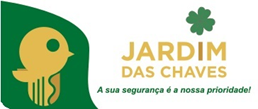 JARDIM
DAS CHAVES
A sua segurança é a nossa prioridade!